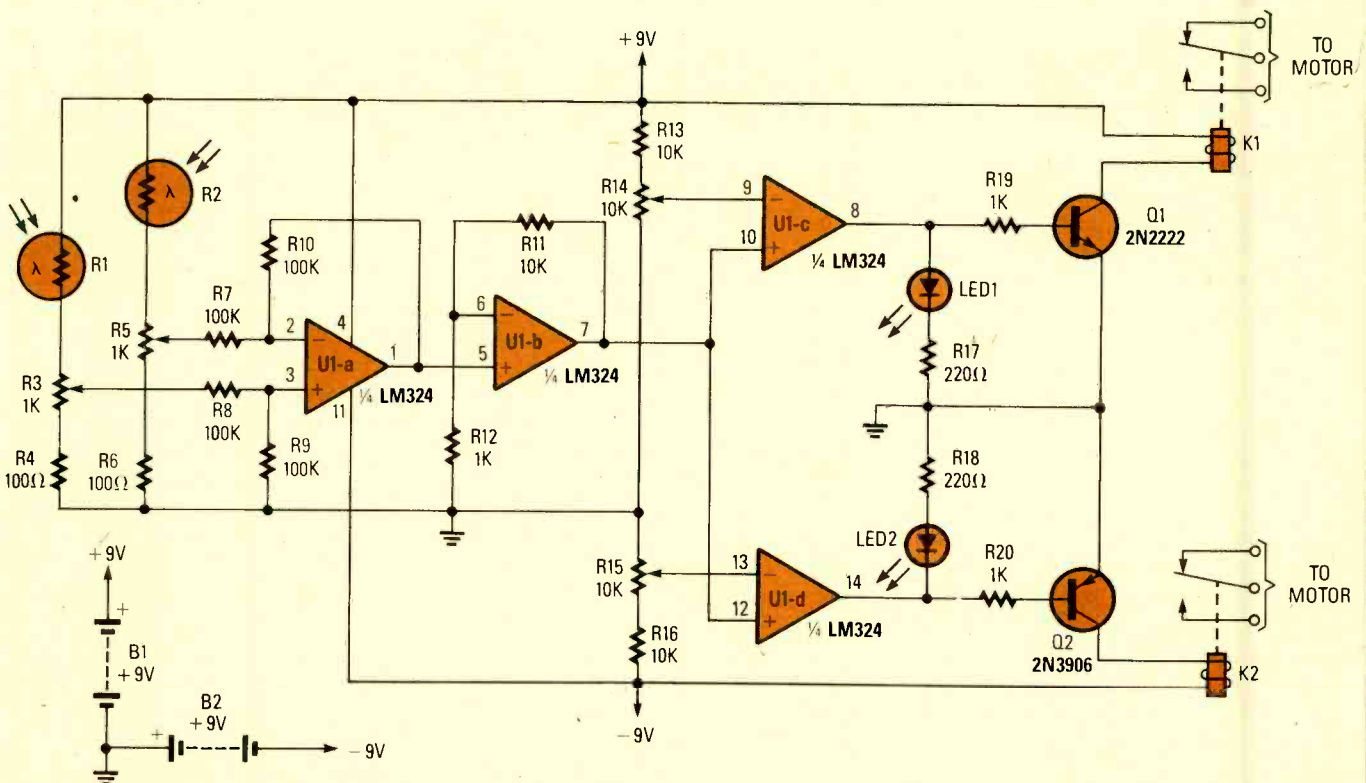 +9V
TO
MOTOR
K1
R13
10K
R14
10K
R2
λ
λ
R1
R10
100K
R11
10K
9
10
U1-c
8
¼ LM324
R19
1K
Q1
2N2222
LED1
R17
220Ω
R7
100K
R5
1K
2
4
U1-a
1
3
11
¼ LM324
6
5
U1-b
7
¼ LM324
R3
1K
R8
100K
R4
100Ω
R6
100Ω
R9
100K
R12
1K
R18
220Ω
LED2
R15
10K
13
12
U1-d
14
¼ LM324
R20
1K
Q2
2N3906
TO
MOTOR
K2
R16
10K
-9V
+9V
+
B1
+9V
B2
+9V
+
-9V